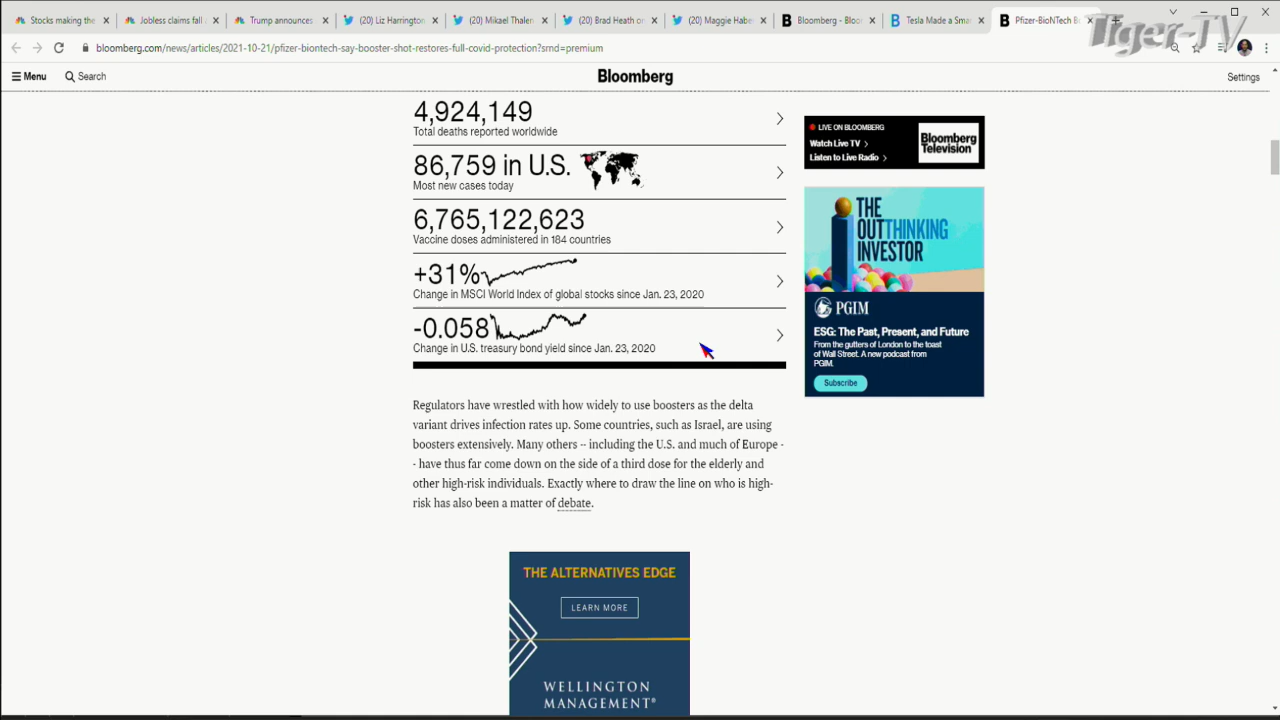 Stocks making the
Jobless claims fall
Trump announces
(20) Liz Harrington
(20) Mikael Thalen
(20) Brad Heath on
(20) Maggie Habe
Bloomberg - Bloo
Tesla Made a Sma
Pfizer-BioNTech B
Tiger-TV
bloomberg.com/news/articles/2021-10-21/pfizer-biontech-say-booster-shot-restores-full-covid-protection?srnd=premium
Menu
Search
Bloomberg
Settings
4,924,149
Total deaths reported worldwide
86,759 in U.S.
Most new cases today
6,765,122,623
Vaccine doses administered in 184 countries
+31%
Change in MSCI World Index of global stocks since Jan. 23, 2020
-0.058
Change in U.S. treasury bond yield since Jan. 23, 2020
Regulators have wrestled with how widely to use boosters as the delta
variant drives infection rates up. Some countries, such as Israel, are using
boosters extensively. Many others -- including the U.S. and much of Europe -
- have thus far come down on the side of a third dose for the elderly and
other high-risk individuals. Exactly where to draw the line on who is high-
risk has also been a matter of debate.
LIVE ON BLOOMBERG
Watch Live TV
Listen to Live Radio
Bloomberg
Television
THE
OUTTHINKING
INVESTOR
PGIM
ESG: The Past, Present, and Future
From the gutters of London to the toast
of Wall Street. A new podcast from
PGIM.
Subscribe
THE ALTERNATIVES EDGE
LEARN MORE
WELLINGTON
MANAGEMENT®